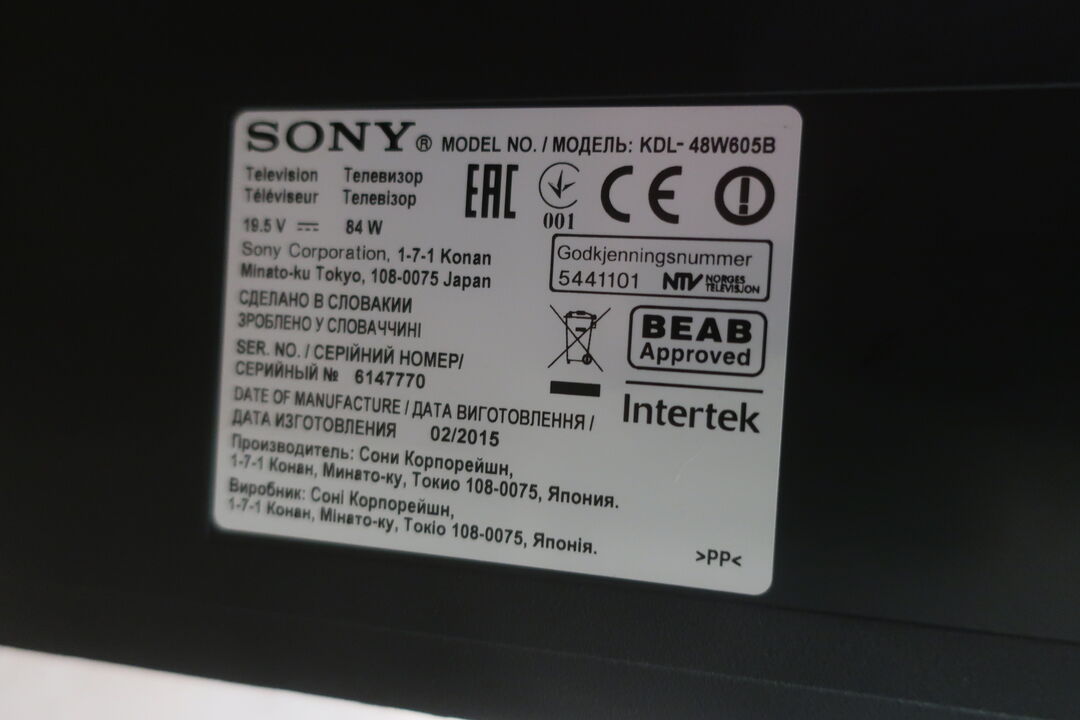 SONY® MODEL NO. / МОДЕЛЬ: KDL- 48W605B
Television Телевизор
Téléviseur Телевізор
19.5 V 84 W
EAC
001
CE
Sony Corporation, 1-7-1 Konan
Minato-ku Tokyo, 108-0075 Japan
Godkjenningsnummer
5441101 NTV NORGES
TELEVISJON
СДЕЛАНО В СЛОВАКИИ
ЗРОБЛЕНО У СЛОВАЧЧИНІ
BEAB
Approved
SER. NO. / СЕРІЙНИЙ НОМЕР/
СЕРИЙНЫЙ № 6147770
Intertek
DATE OF MANUFACTURE / ДАТА ВИГОТОВЛЕННЯ /
ДАТА ИЗГОТОВЛЕНИЯ 02/2015
Производитель: Сони Корпорейшн,
1-7-1 Конан, Минато-ку, Токио 108-0075, Япония.
Виробник: Соні Корпорейшн,
1-7-1 Конан, Мінато-ку, Токіо 108-0075, Японія.
>PP<